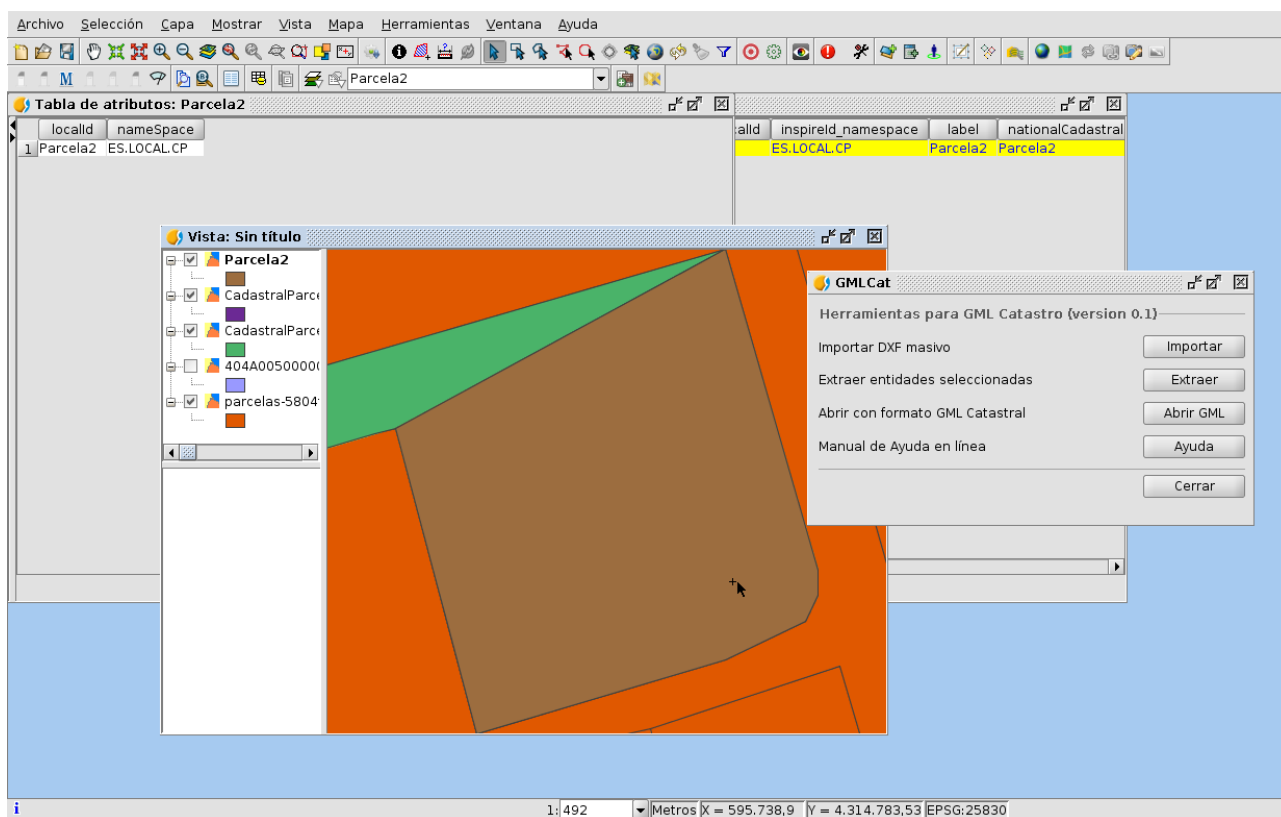 Archivo Selección Capa Mostrar Vista Mapa Herramientas Ventana Ayuda
M Parcela2
Tabla de atributos: Parcela2
localId nameSpace
1 Parcela2 ES.LOCAL.CP
alId inspireId_namespace label nationalCadastral
ES.LOCAL.CP Parcela2 Parcela2
Vista: Sin título
Parcela2
CadastralParce
CadastralParce
404A0050000
parcelas-5804
GMLCat
Herramientas para GML Catastro (version 0.1)
Importar DXF masivo Importar
Extraer entidades seleccionadas Extraer
Abrir con formato GML Catastral Abrir GML
Manual de Ayuda en línea Ayuda
Cerrar
i 1: 492 Metros X = 595.738,9 Y = 4.314.783,53 EPSG:25830